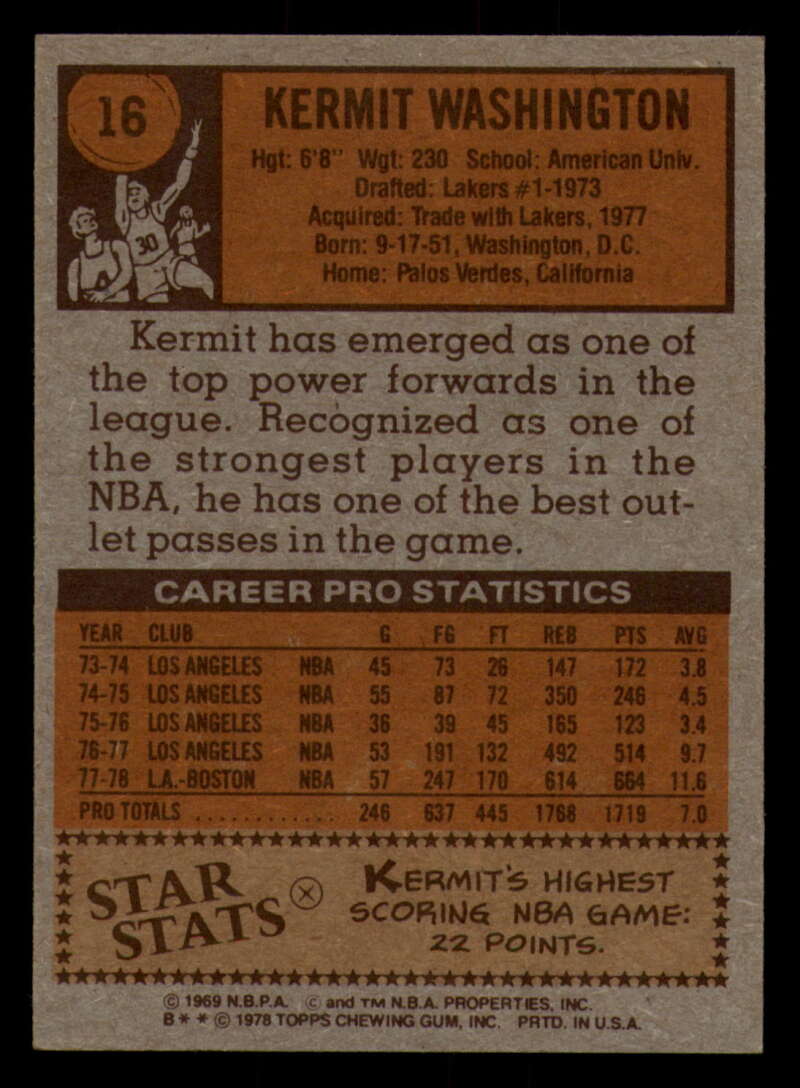 16
KERMIT WASHINGTON
Hgt: 6'8" Wgt: 230 School: American Univ.
Drafted: Lakers #1-1973
Acquired: Trade with Lakers, 1977
Born: 9-17-51, Washington, D.C.
Home: Palos Verdes, California
30
Kermit has emerged as one of
the top power forwards in the
league. Recognized as one of
the strongest players in the
NBA, he has one of the best out-
let passes in the game.
CAREER PRO STATISTICS
YEAR CLUB G FG FT REB PTS AVG
73-74 LOS ANGELES NBA 45 73 26 147 172 3.8
74-75 LOS ANGELES NBA 55 87 72 350 246 4.5
75-76 LOS ANGELES NBA 36 39 45 165 123 3.4
76-77 LOS ANGELES NBA 53 191 132 492 514 9.7
77-78 L.A.-BOSTON NBA 57 247 170 614 664 11.6
PRO TOTALS ............ 246 637 445 1768 1719 7.0
STAR STATS
KERMIT'S HIGHEST
SCORING NBA GAME:
22 POINTS.
© 1969 N.B.P.A. © and TM N.B.A. PROPERTIES, INC.
B * * © 1978 TOPPS CHEWING GUM, INC. PRTD. IN U.S.A.